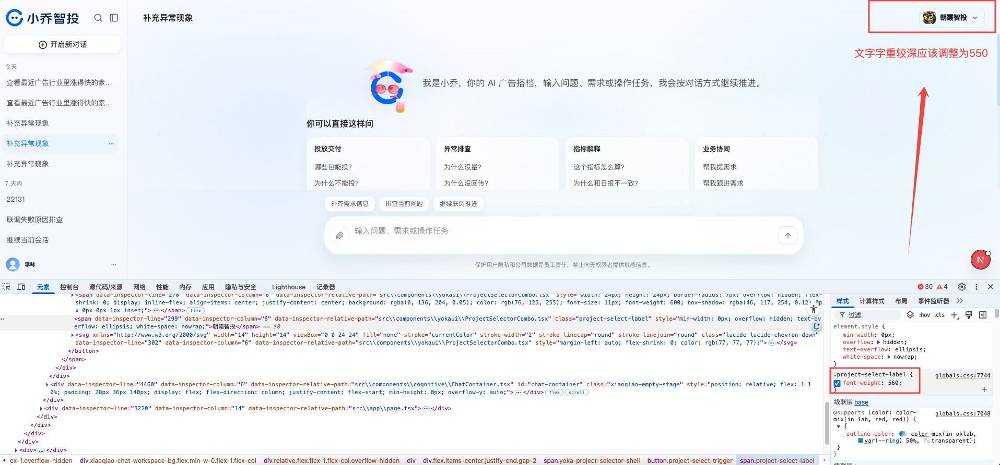 小乔智投
补充异常现象
朝霞智投
开启新对话
文字字重较深应该调整为550
今天
查看最近广告行业里涨得快的素...
查看最近广告行业里涨得快的素...
补充异常现象
补充异常现象
...
补充异常现象
7 天内
22131
联调失败原因排查
继续当前会话
李咏
...
我是小乔，你的 AI 广告搭档，输入问题、需求或操作任务，我会按对话方式继续推进。
你可以直接这样问
投放交付
哪些包能投?
为什么不能投?
异常排查
为什么没量?
为什么没回传?
指标解释
这个指标怎么算?
为什么和日报不一致?
业务协同
帮我提需求
帮我跟进需求
补齐需求信息
排查当前问题
继续联调推进
输入问题、需求或操作任务
保护用户隐私和公司数据是员工责任，禁止向无权限者提供敏感信息。
N
元素 控制台 源代码/来源 网络 性能 内存 应用 隐私与安全 Lighthouse 记录器
30 4
<span data-inspector-line="278" data-inspector-column="6" data-inspector-relative-path="src\\components\\yokaui\\ProjectSelectorCombo.tsx" style="width: 24px; height: 24px; border-radius: 7px; overflow: hidden; flex-
shrink: 0; display: inline-flex; align-items: center; justify-content: center; background: rgba(0, 136, 204, 0.05); color: rgb(76, 125, 255); font-size: 11px; font-weight: 600; box-shadow: rgba(46, 117, 254, 0.12) 0p
x 0px 0px 1px inset;">…</span> flex
<span data-inspector-line="299" data-inspector-column="6" data-inspector-relative-path="src\\components\\yokaui\\ProjectSelectorCombo.tsx" class="project-select-label" style="min-width: 0px; overflow: hidden; text-ov
erflow: ellipsis; white-space: nowrap;">朝霞智投</span> == $0
<svg xmlns="http://www.w3.org/2000/svg" width="14" height="14" viewBox="0 0 24 24" fill="none" stroke="currentColor" stroke-width="2" stroke-linecap="round" stroke-linejoin="round" class="lucide lucide-chevron-down"
data-inspector-line="302" data-inspector-column="6" data-inspector-relative-path="src\\components\\yokaui\\ProjectSelectorCombo.tsx" style="margin-left: auto; flex-shrink: 0; color: rgb(77, 77, 77);">…</svg>
</button>
</span>
</div>
</div>
<div data-inspector-line="4460" data-inspector-column="6" data-inspector-relative-path="src\\components\\cognitive\\ChatContainer.tsx" id="chat-container" class="xiaoqiao-empty-stage" style="position: relative; flex: 1 1
0%; padding: 28px 36px 140px; display: flex; flex-direction: column; justify-content: flex-start; min-height: 0px; overflow-y: auto;">…</div> flex scroll
</div>
<div data-inspector-line="3220" data-inspector-column="14" data-inspector-relative-path="src\\app\\page.tsx">…</div>
</div>
</div>
</div>
</div>
<div>…</div>
ex-1.overflow-hidden div.xiaoqiao-chat-workspace-bg.flex.min-w-0.flex-1.flex-col div.relative.flex.flex-1.flex-col.overflow-hidden div div.flex.items-center.justify-end.gap-2 span.yoka-project-selector-shell button.project-select-trigger span.project-select-label
样式 计算样式 布局 事件监听器
过滤 :hov .cls
element.style {
min-width: 0px;
overflow: hidden;
text-overflow: ellipsis;
white-space: nowrap;
}
.project-select-label { globals.css:7744
font-weight: 560;
}
级联层 base
@supports (color: color- globals.css:7048
mix(in lab, red, red)) {
* {
outline-color: color-mix(in oklab,
var(--ring) 50%, transparent);
}
}